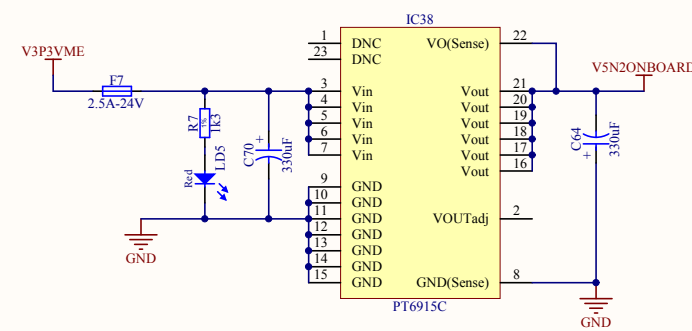 IC38
V3P3VME
1 DNC VO(Sense) 22
23 DNC
V5N2ONBOARD
F7
2.5A-24V
3 Vin Vout 21
4 Vin Vout 20
5 Vin Vout 19
6 Vin Vout 18
7 Vin Vout 17
Vout 16
R7
1%
1k3
LD5
Red
C70
+
330uF
C64
+
330uF
9 GND
10 GND
11 GND VOUTadj 2
12 GND
13 GND
14 GND
15 GND GND(Sense) 8
GND
PT6915C
GND